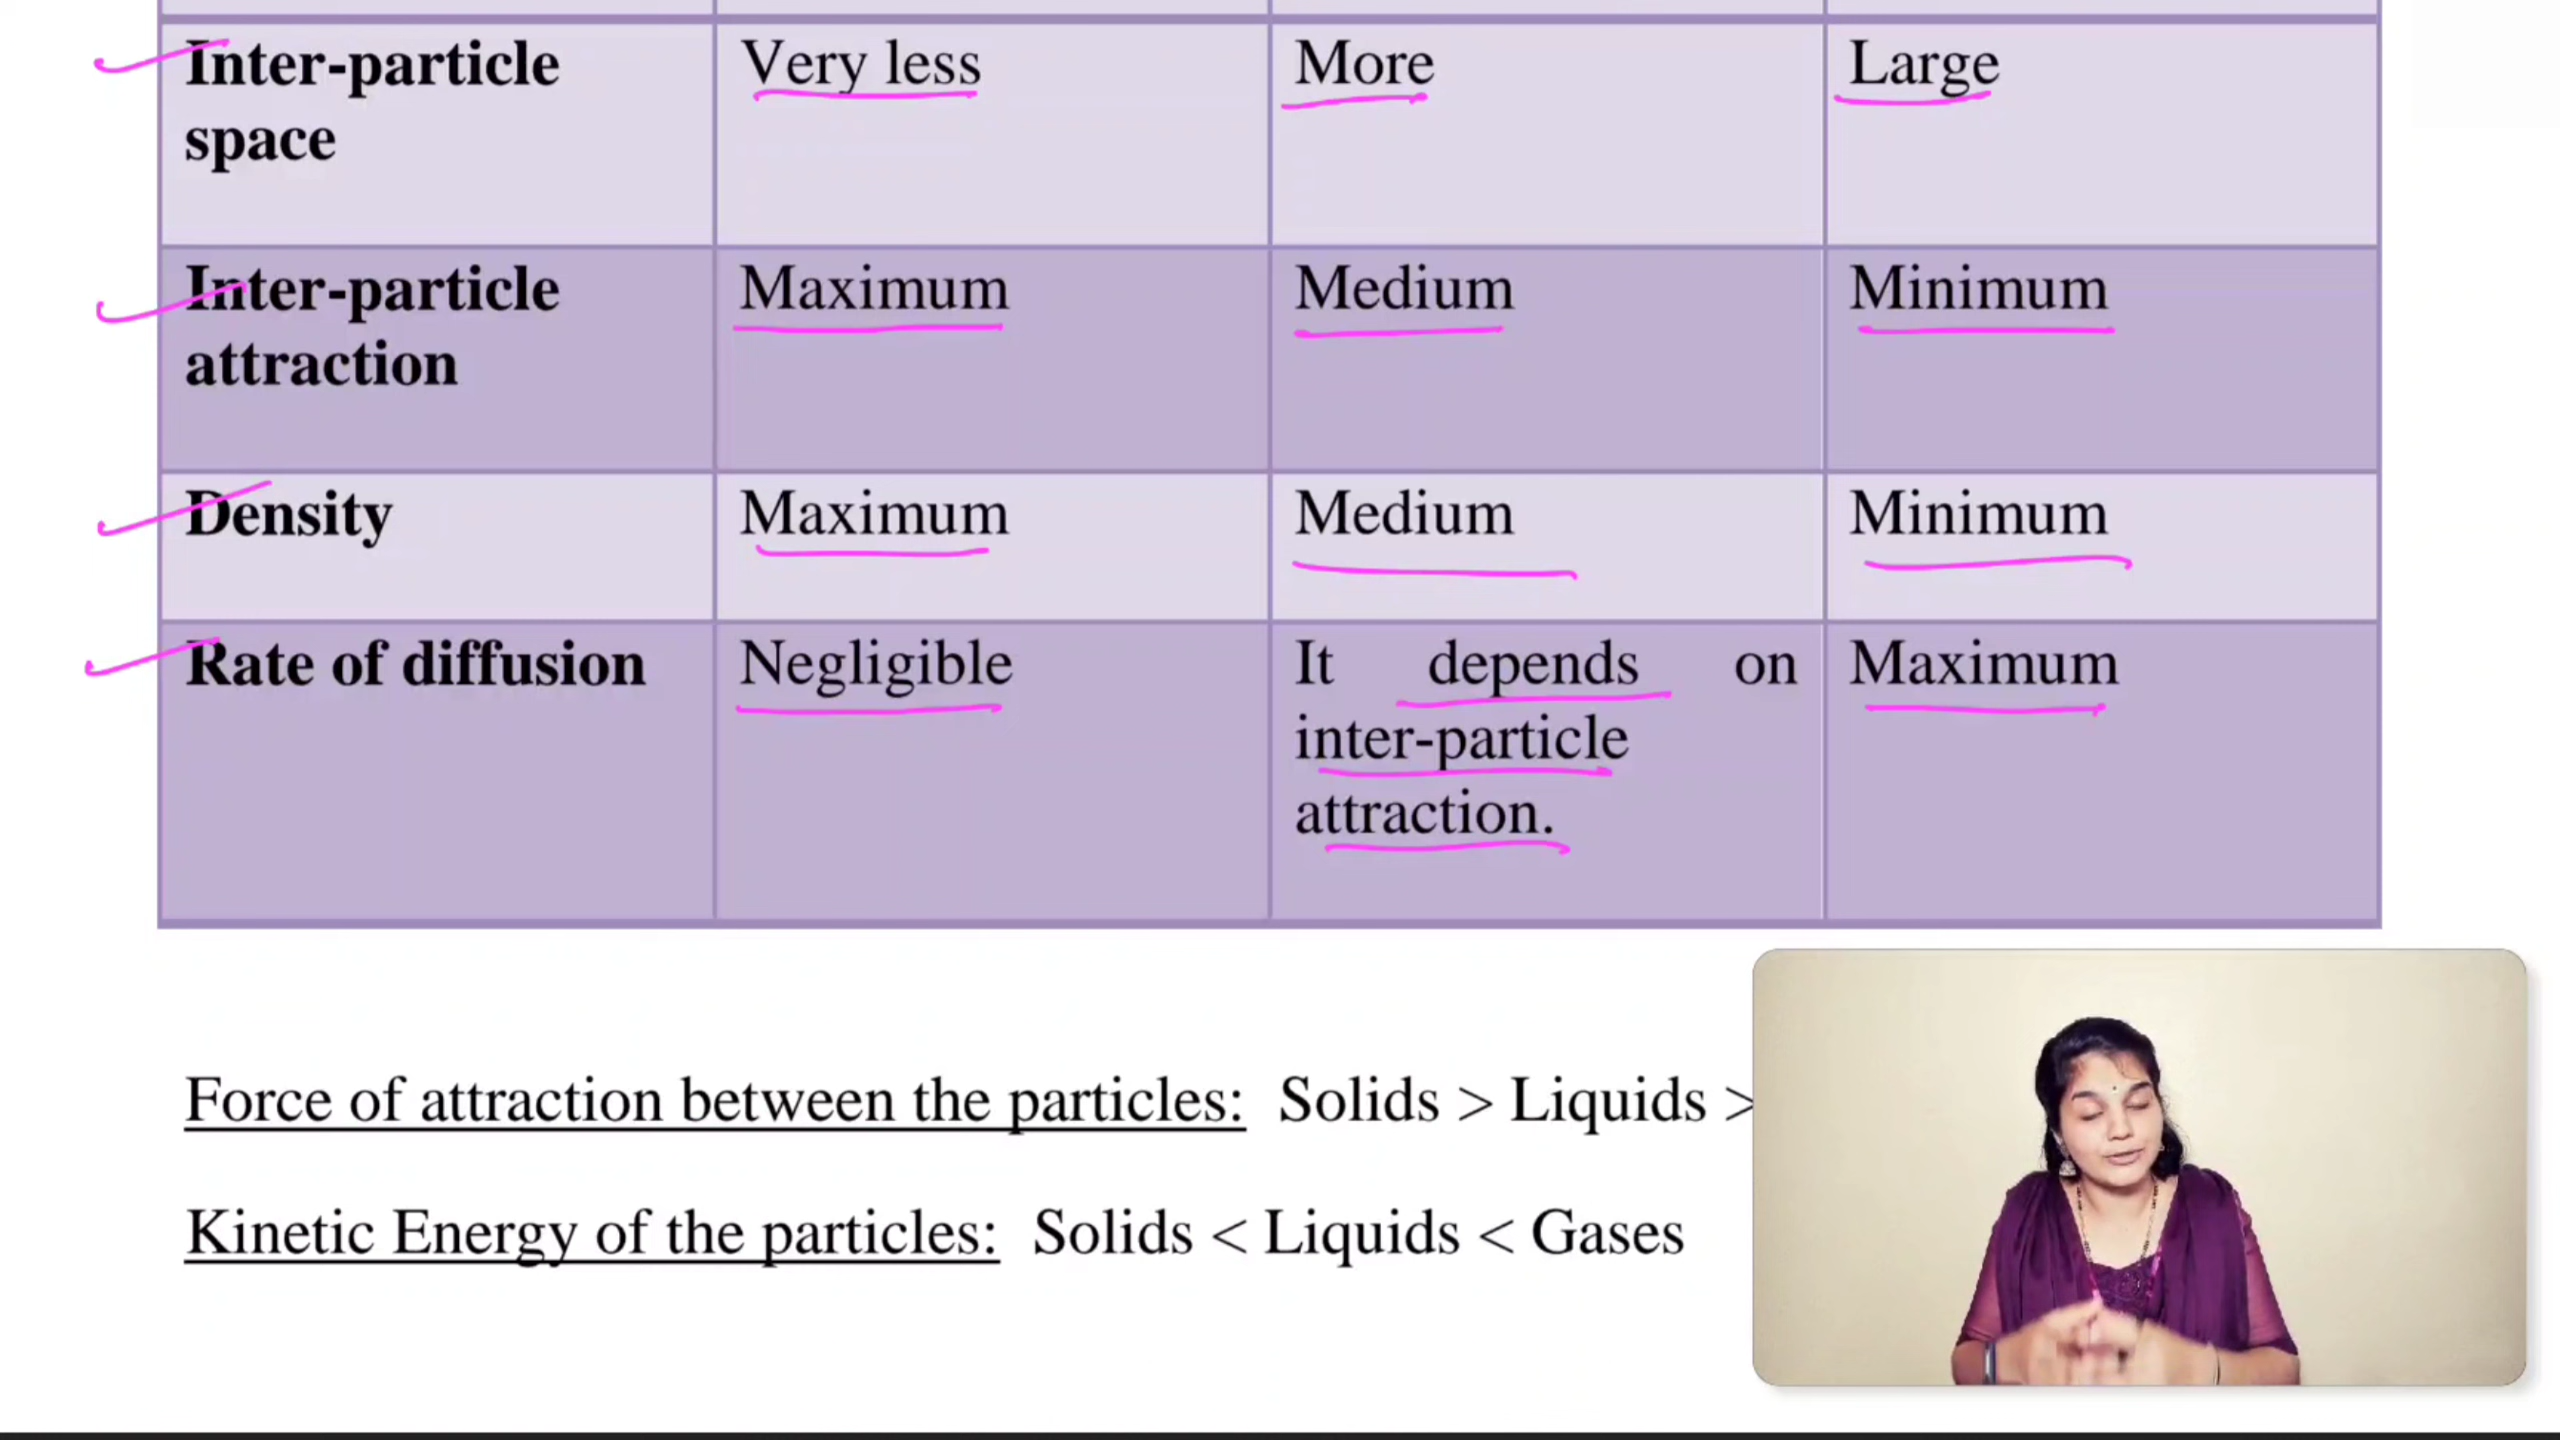 Inter-particle space
Very less
More
Large
Inter-particle attraction
Maximum
Medium
Minimum
Density
Maximum
Medium
Minimum
Rate of diffusion
Negligible
It depends on
inter-particle
attraction.
Maximum
Force of attraction between the particles: Solids > Liquids >
Kinetic Energy of the particles: Solids < Liquids < Gases